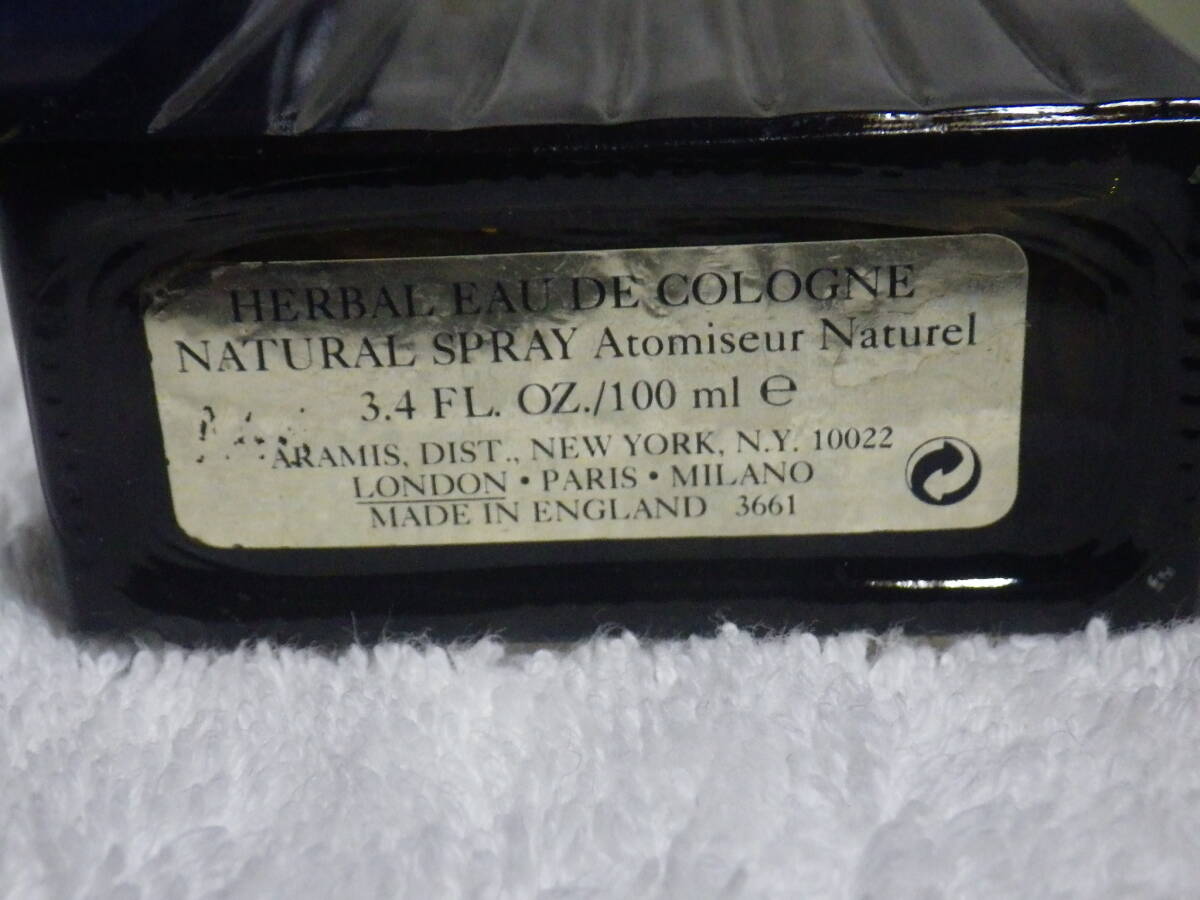 HERBAL EAU DE COLOGNE
NATURAL SPRAY Atomiseur Naturel
3.4 FL. OZ./100 ml ℮
ARAMIS, DIST., NEW YORK, N.Y. 10022
LONDON • PARIS • MILANO
MADE IN ENGLAND 3661